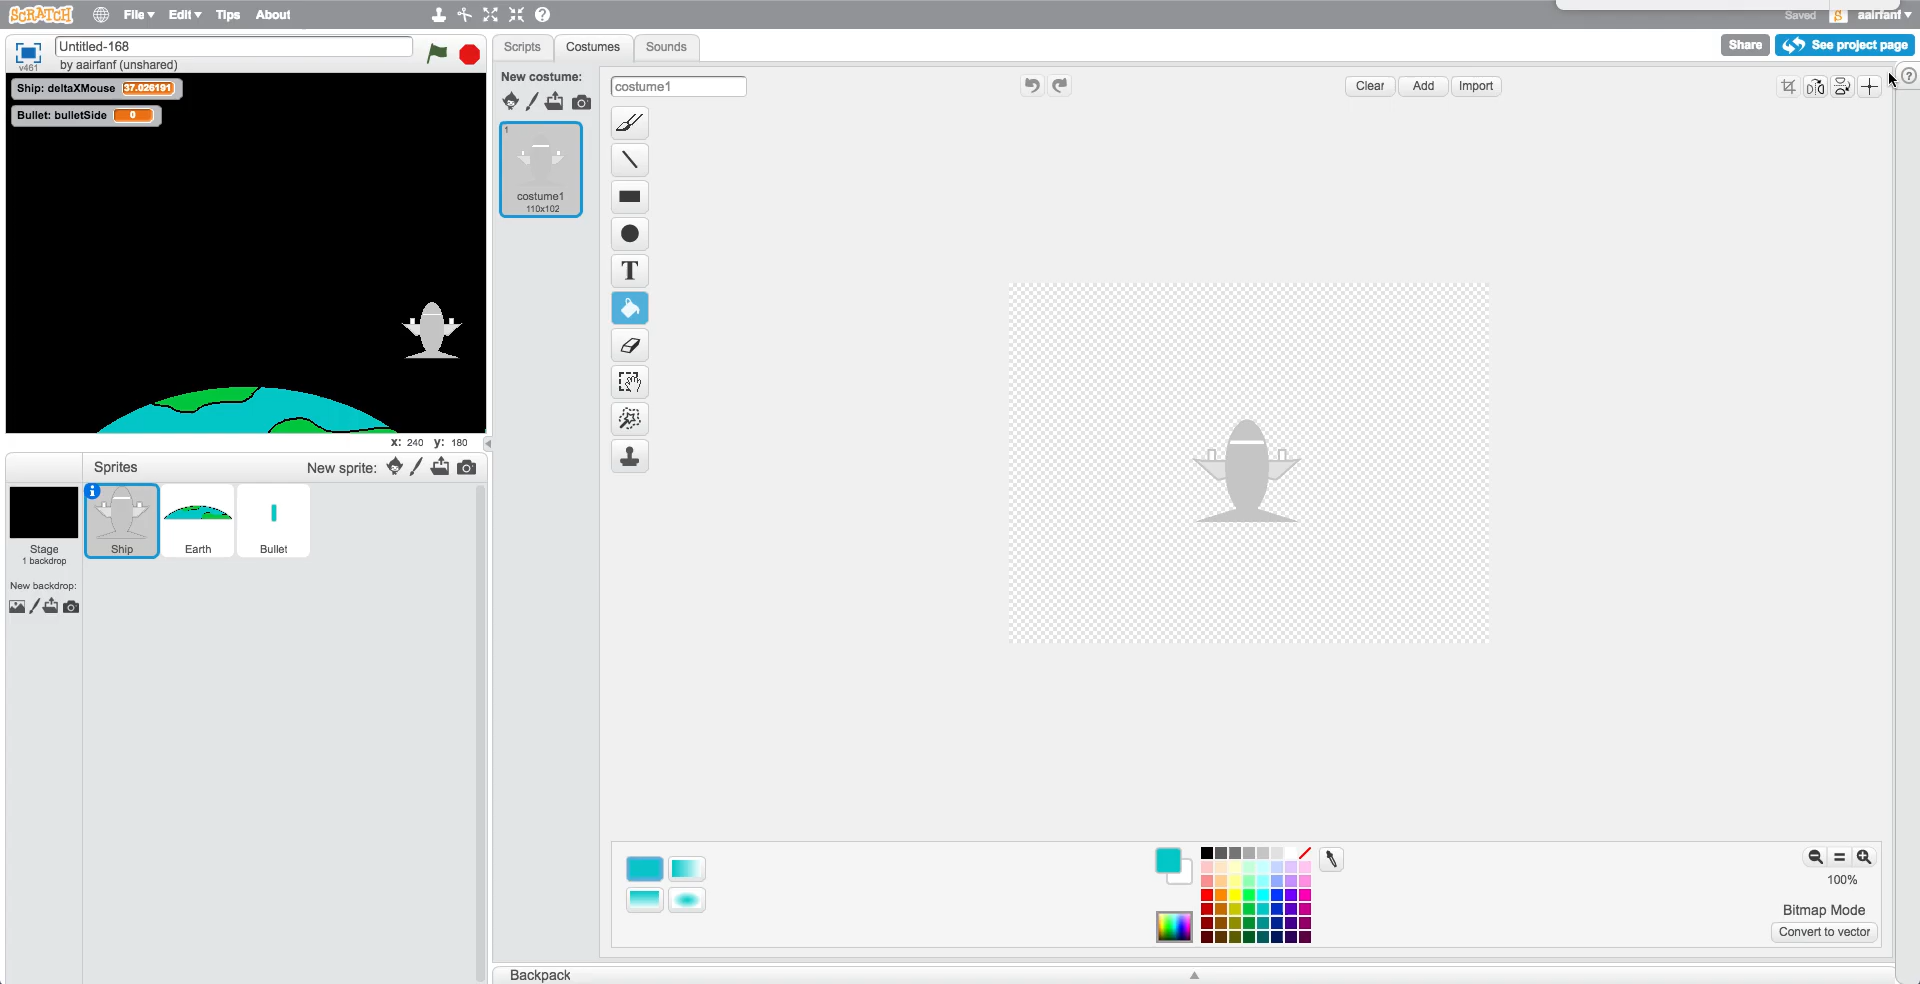 SCRATCH File▾ Edit▾ Tips About Saved S aairfanf▾
v461 Untitled-168
by aairfanf (unshared)
Scripts Costumes Sounds Share See project page
Ship: deltaXMouse 37.026191
Bullet: bulletSide 0
New costume:
costume1 Clear Add Import ?
1
costume1
110x102
T
x: 240 y: 180
Sprites New sprite:
i
Ship Earth Bullet
Stage
1 backdrop
New backdrop:
100%
Bitmap Mode
Convert to vector
Backpack